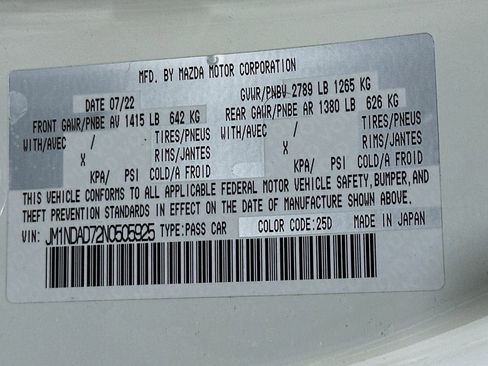 MFD. BY MAZDA MOTOR CORPORATION
DATE 07/22 GVWR/PNBV 2789 LB 1265 KG
FRONT GAWR/PNBE AV 1415 LB 642 KG REAR GAWR/PNBE AR 1380 LB 626 KG
WITH/AVEC / TIRES/PNEUS WITH/AVEC / TIRES/PNEUS
X RIMS/JANTES X RIMS/JANTES
KPA/ PSI COLD/A FROID KPA/ PSI COLD/A FROID
THIS VEHICLE CONFORMS TO ALL APPLICABLE FEDERAL MOTOR VEHICLE SAFETY,BUMPER,AND
THEFT PREVENTION STANDARDS IN EFFECT ON THE DATE OF MANUFACTURE SHOWN ABOVE.
VIN: JM1NDAD72N0505925 TYPE:PASS CAR COLOR CODE:25D MADE IN JAPAN